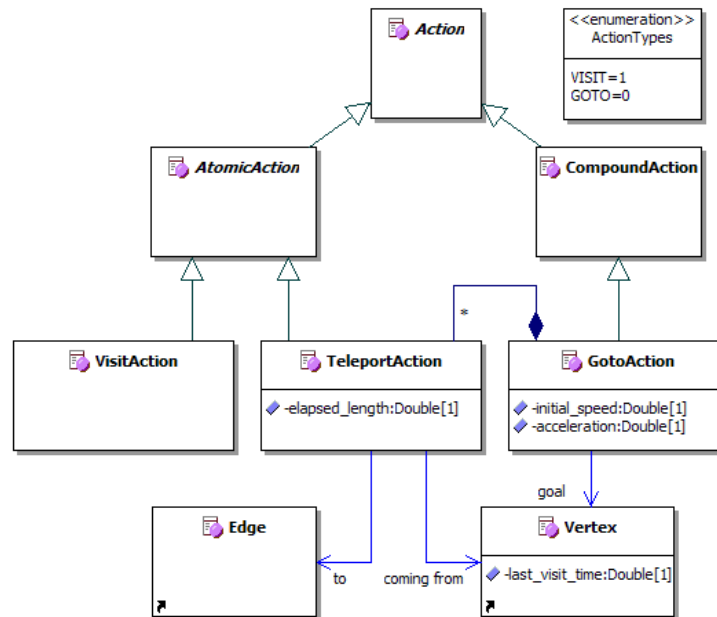 Action
<<enumeration>>
ActionTypes
VISIT=1
GOTO=0
AtomicAction
CompoundAction
*
VisitAction
TeleportAction
-elapsed_length:Double[1]
GotoAction
-initial_speed:Double[1]
-acceleration:Double[1]
goal
Edge
to
coming from
Vertex
-last_visit_time:Double[1]